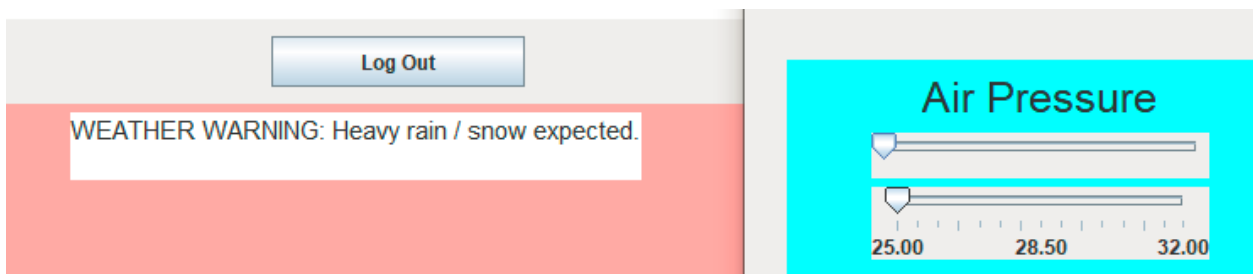 Log Out
WEATHER WARNING: Heavy rain / snow expected.
Air Pressure
25.00 28.50 32.00